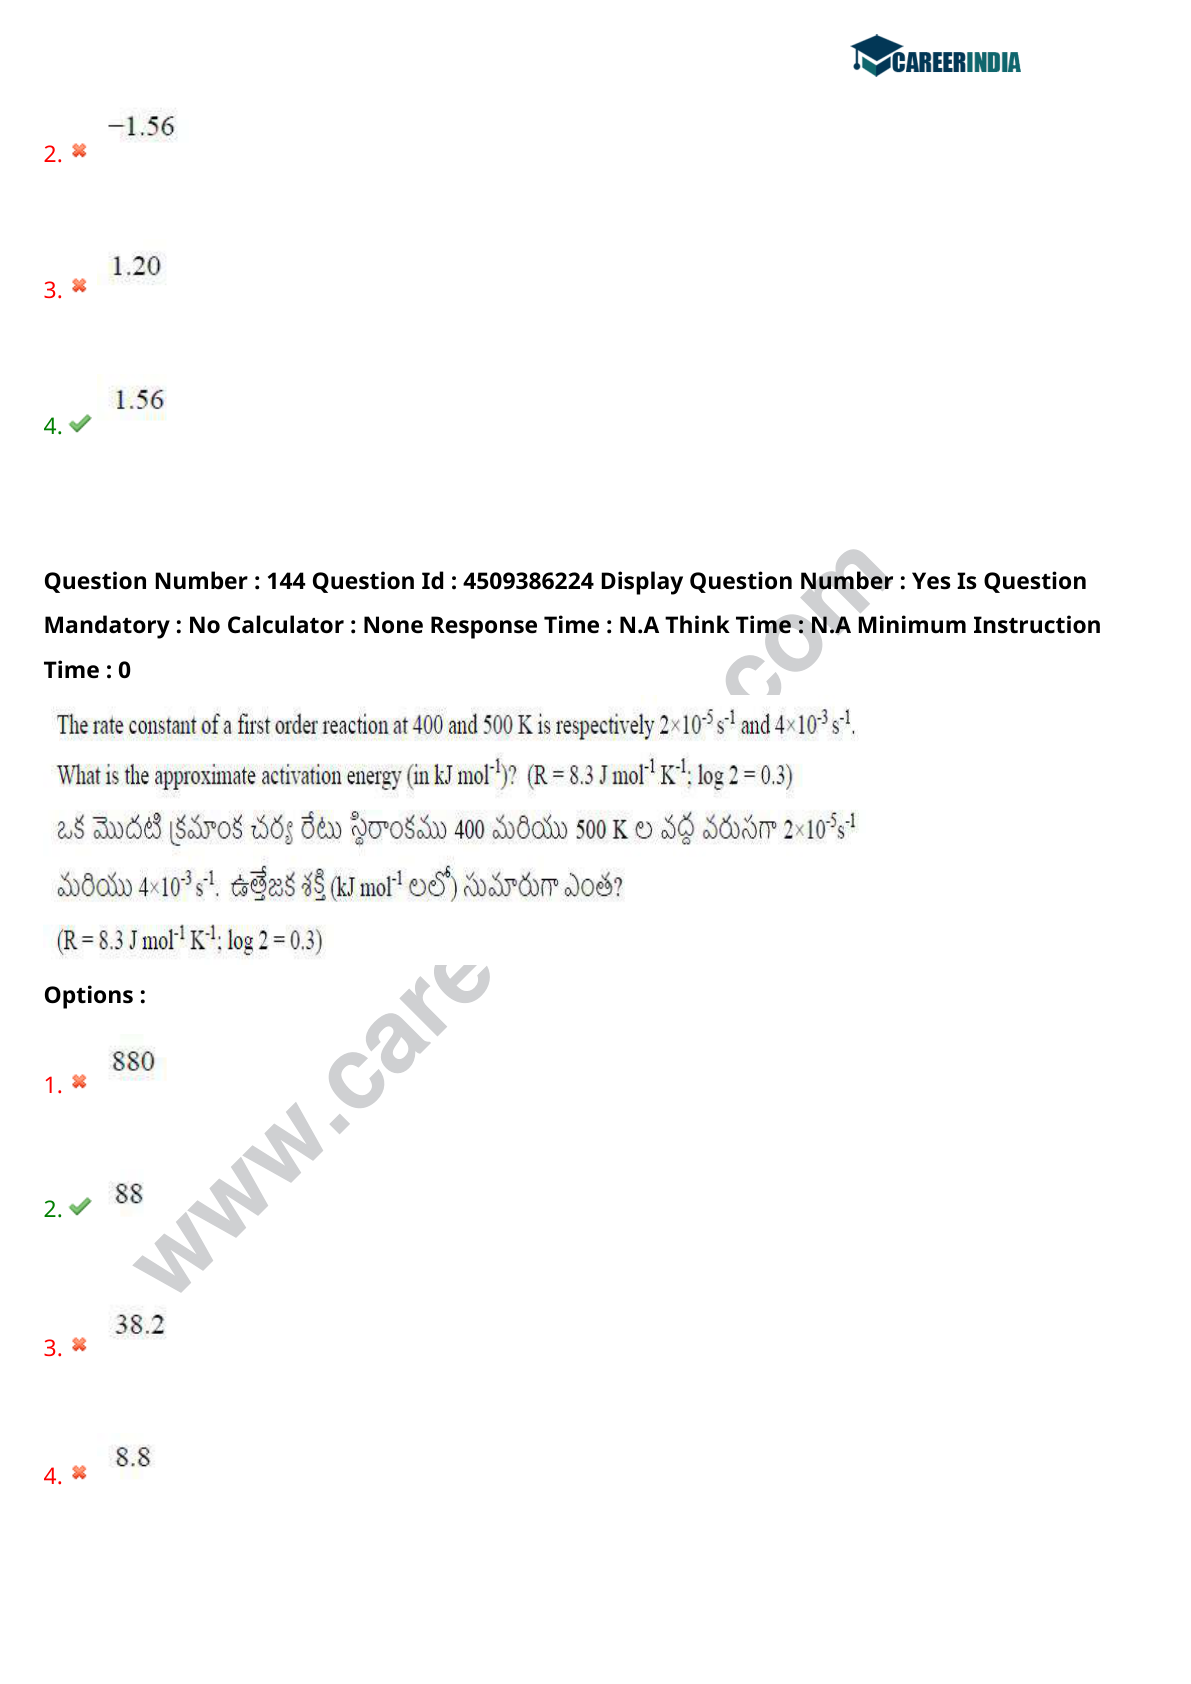 CAREERINDIA
−1.56
2.
1.20
3.
1.56
4.
Question Number : 144 Question Id : 4509386224 Display Question Number : Yes Is Question
Mandatory : No Calculator : None Response Time : N.A Think Time : N.A Minimum Instruction
Time : 0
The rate constant of a first order reaction at 400 and 500 K is respectively 2×10⁻⁵ s⁻¹ and 4×10⁻³ s⁻¹.
What is the approximate activation energy (in kJ mol⁻¹)? (R = 8.3 J mol⁻¹ K⁻¹; log 2 = 0.3)
ఒక మొదటి క్రమాంక చర్య రేటు స్థిరాంకము 400 మరియు 500 K ల వద్ద వరుసగా 2×10⁻⁵s⁻¹
మరియు 4×10⁻³ s⁻¹. ఉత్తేజక శక్తి (kJ mol⁻¹ లలో) సుమారుగా ఎంత?
(R = 8.3 J mol⁻¹ K⁻¹; log 2 = 0.3)
Options :
880
1.
88
2.
38.2
3.
8.8
4.
www.care
.com